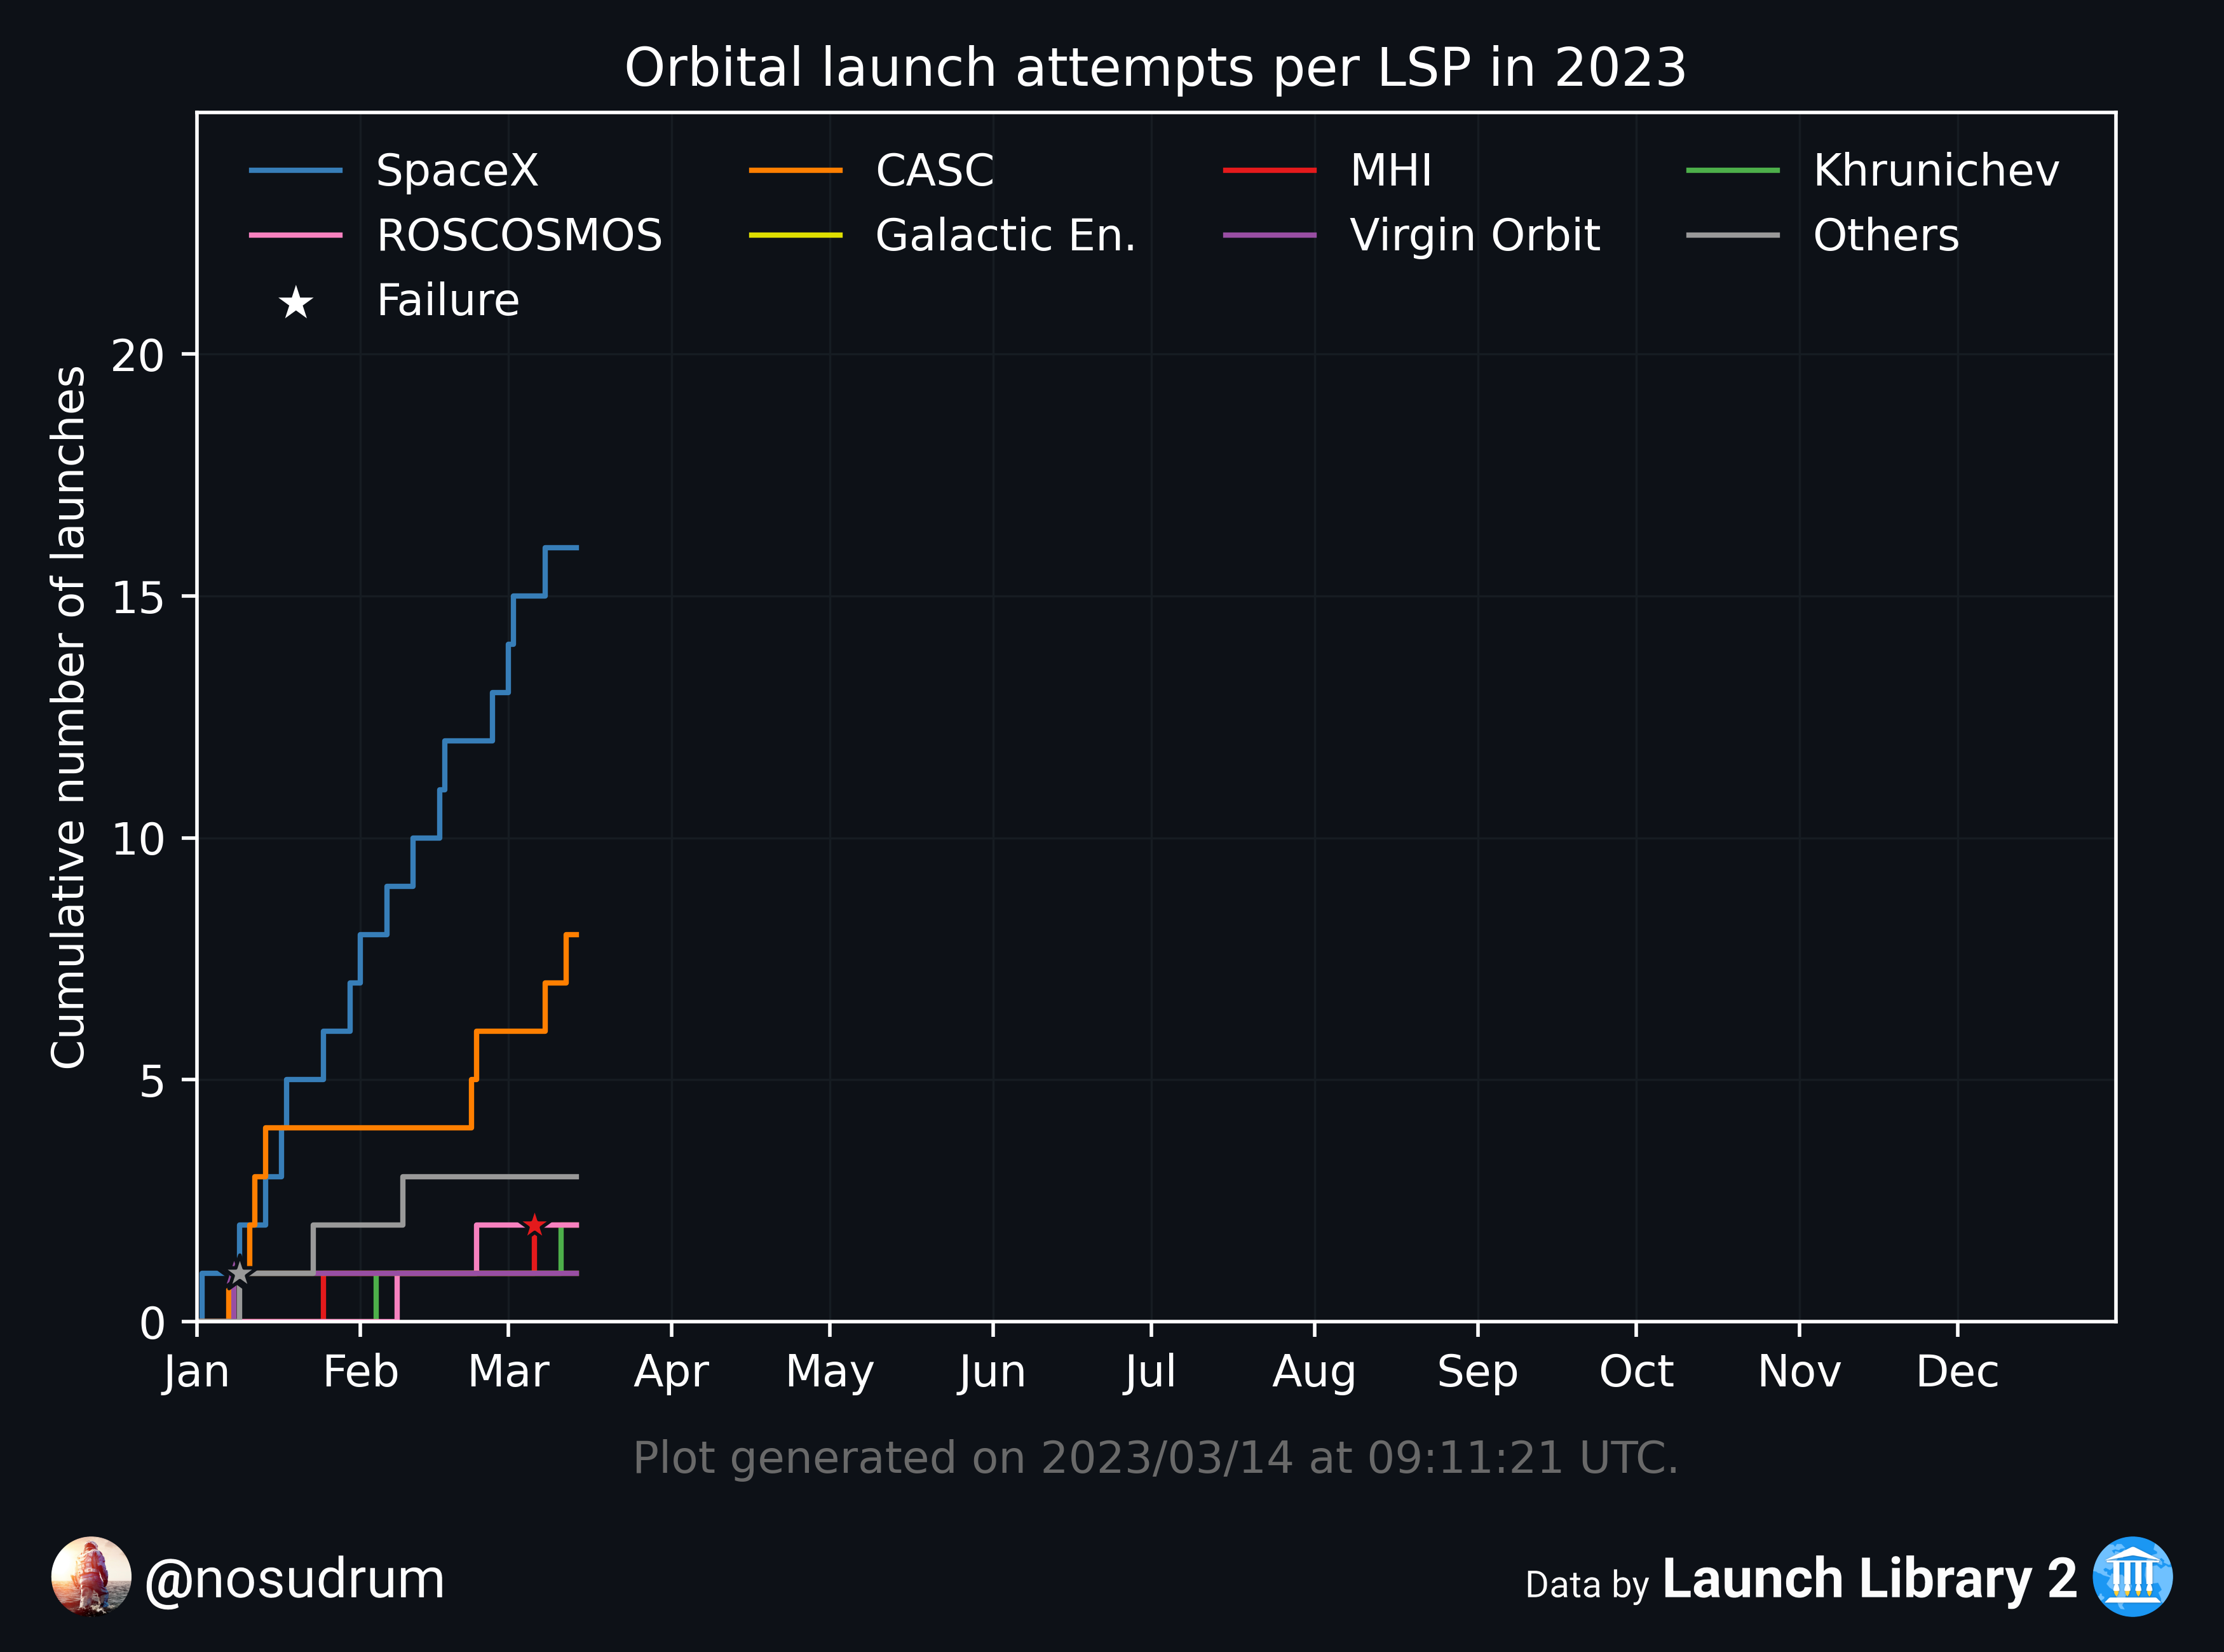 Orbital launch attempts per LSP in 2023
SpaceX CASC MHI Khrunichev
ROSCOSMOS Galactic En. Virgin Orbit Others
Failure
Cumulative number of launches
20
15
10
5
0
Jan Feb Mar Apr May Jun Jul Aug Sep Oct Nov Dec
Plot generated on 2023/03/14 at 09:11:21 UTC.
@nosudrum
Data by Launch Library 2